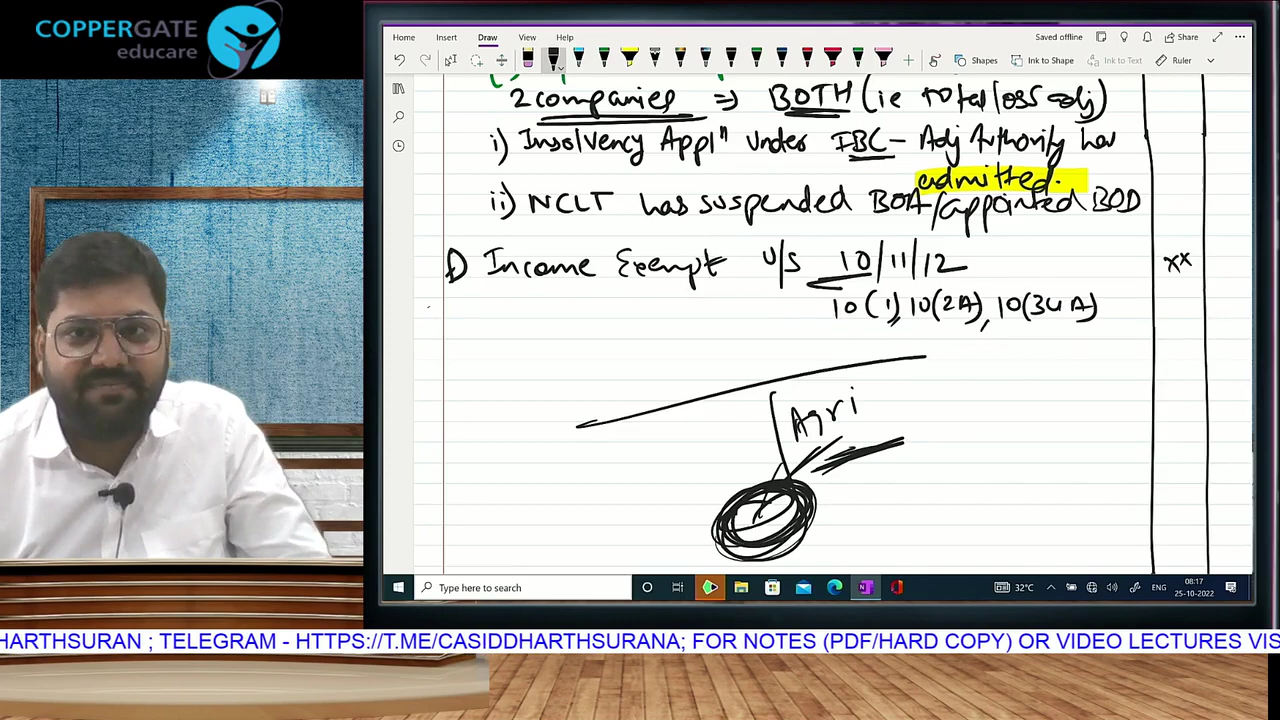 COPPERGATE
educare
Home Insert Draw View Help
Saved offline
Share
Shapes
Ink to Shape
Ink to Text
Ruler
2 companies ⇒ BOTH (ie total loss adj)
i) Insolvency Applⁿ under IBC - Adj Authority has
admitted.
ii) NCLT has suspended BOA/appointed BOD
Income Exempt u/s 10/11/12
xx
10(1), 10(2A), 10(34A)
Agri
Type here to search
32°C
ENG
08:17
25-10-2022
HARTHSURAN ; TELEGRAM - HTTPS://T.ME/CASIDDHARTHSURANA; FOR NOTES (PDF/HARD COPY) OR VIDEO LECTURES VIS